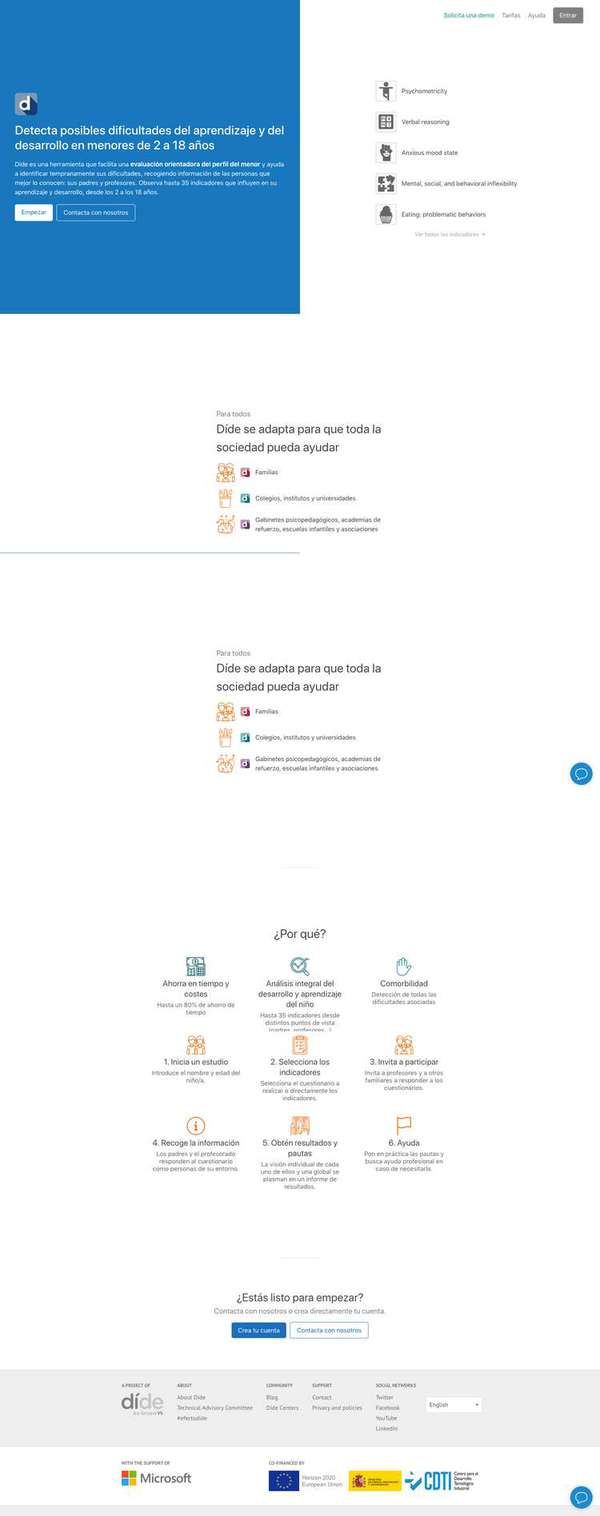 Solicita una demo Tarifas Ayuda Entrar
d
Detecta posibles dificultades del aprendizaje y del
desarrollo en menores de 2 a 18 años
Díde es una herramienta que facilita una evaluación orientadora del perfil del menor y ayuda
a identificar tempranamente sus dificultades, recogiendo información de las personas que
mejor lo conocen: sus padres y profesores. Observa hasta 35 indicadores que influyen en su
aprendizaje y desarrollo, desde los 2 a los 18 años.
Empezar Contacta con nosotros
Psychometricity
Verbal reasoning
Anxious mood state
Mental, social, and behavioral inflexibility
Eating: problematic behaviors
Ver todos los indicadores
Para todos
Díde se adapta para que toda la
sociedad pueda ayudar
Familias
Colegios, institutos y universidades
Gabinetes psicopedagógicos, academias de
refuerzo, escuelas infantiles y asociaciones
Para todos
Díde se adapta para que toda la
sociedad pueda ayudar
Familias
Colegios, institutos y universidades
Gabinetes psicopedagógicos, academias de
refuerzo, escuelas infantiles y asociaciones
¿Por qué?
Ahorra en tiempo y
costes
Hasta un 80% de ahorro de
tiempo
Análisis integral del
desarrollo y aprendizaje
del niño
Hasta 35 indicadores desde
distintos puntos de vista
(padres, profesores...)
Comorbilidad
Detección de todas las
dificultades asociadas
1. Inicia un estudio
Introduce el nombre y edad del
niño/a.
2. Selecciona los
indicadores
Selecciona el cuestionario a
realizar o directamente los
indicadores.
3. Invita a participar
Invita a profesores y a otros
familiares a responder a los
cuestionarios.
4. Recoge la información
Los padres y el profesorado
responden al cuestionario
como personas de su entorno.
5. Obtén resultados y
pautas
La visión individual de cada
uno de ellos y una global se
plasman en un informe de
resultados.
6. Ayuda
Pon en práctica las pautas y
busca ayuda profesional en
caso de necesitarla.
¿Estás listo para empezar?
Contacta con nosotros o crea directamente tu cuenta.
Crea tu cuenta Contacta con nosotros
A PROJECT OF
díde
ABOUT
About Dide
Technical Advisory Committee
#efectodide
COMMUNITY
Blog
Dide Centers
SUPPORT
Contact
Privacy and policies
SOCIAL NETWORKS
Twitter
Facebook
YouTube
LinkedIn
English
WITH THE SUPPORT OF
Microsoft
CO-FINANCED BY
Horizon 2020
European Union
CDTI
Centro para el
Desarrollo
Tecnológico
Industrial